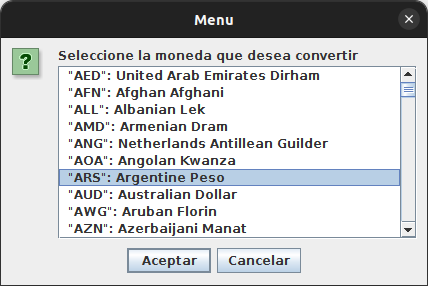 Menu
Seleccione la moneda que desea convertir
"AED": United Arab Emirates Dirham
"AFN": Afghan Afghani
"ALL": Albanian Lek
"AMD": Armenian Dram
"ANG": Netherlands Antillean Guilder
"AOA": Angolan Kwanza
"ARS": Argentine Peso
"AUD": Australian Dollar
"AWG": Aruban Florin
"AZN": Azerbaijani Manat
Aceptar
Cancelar